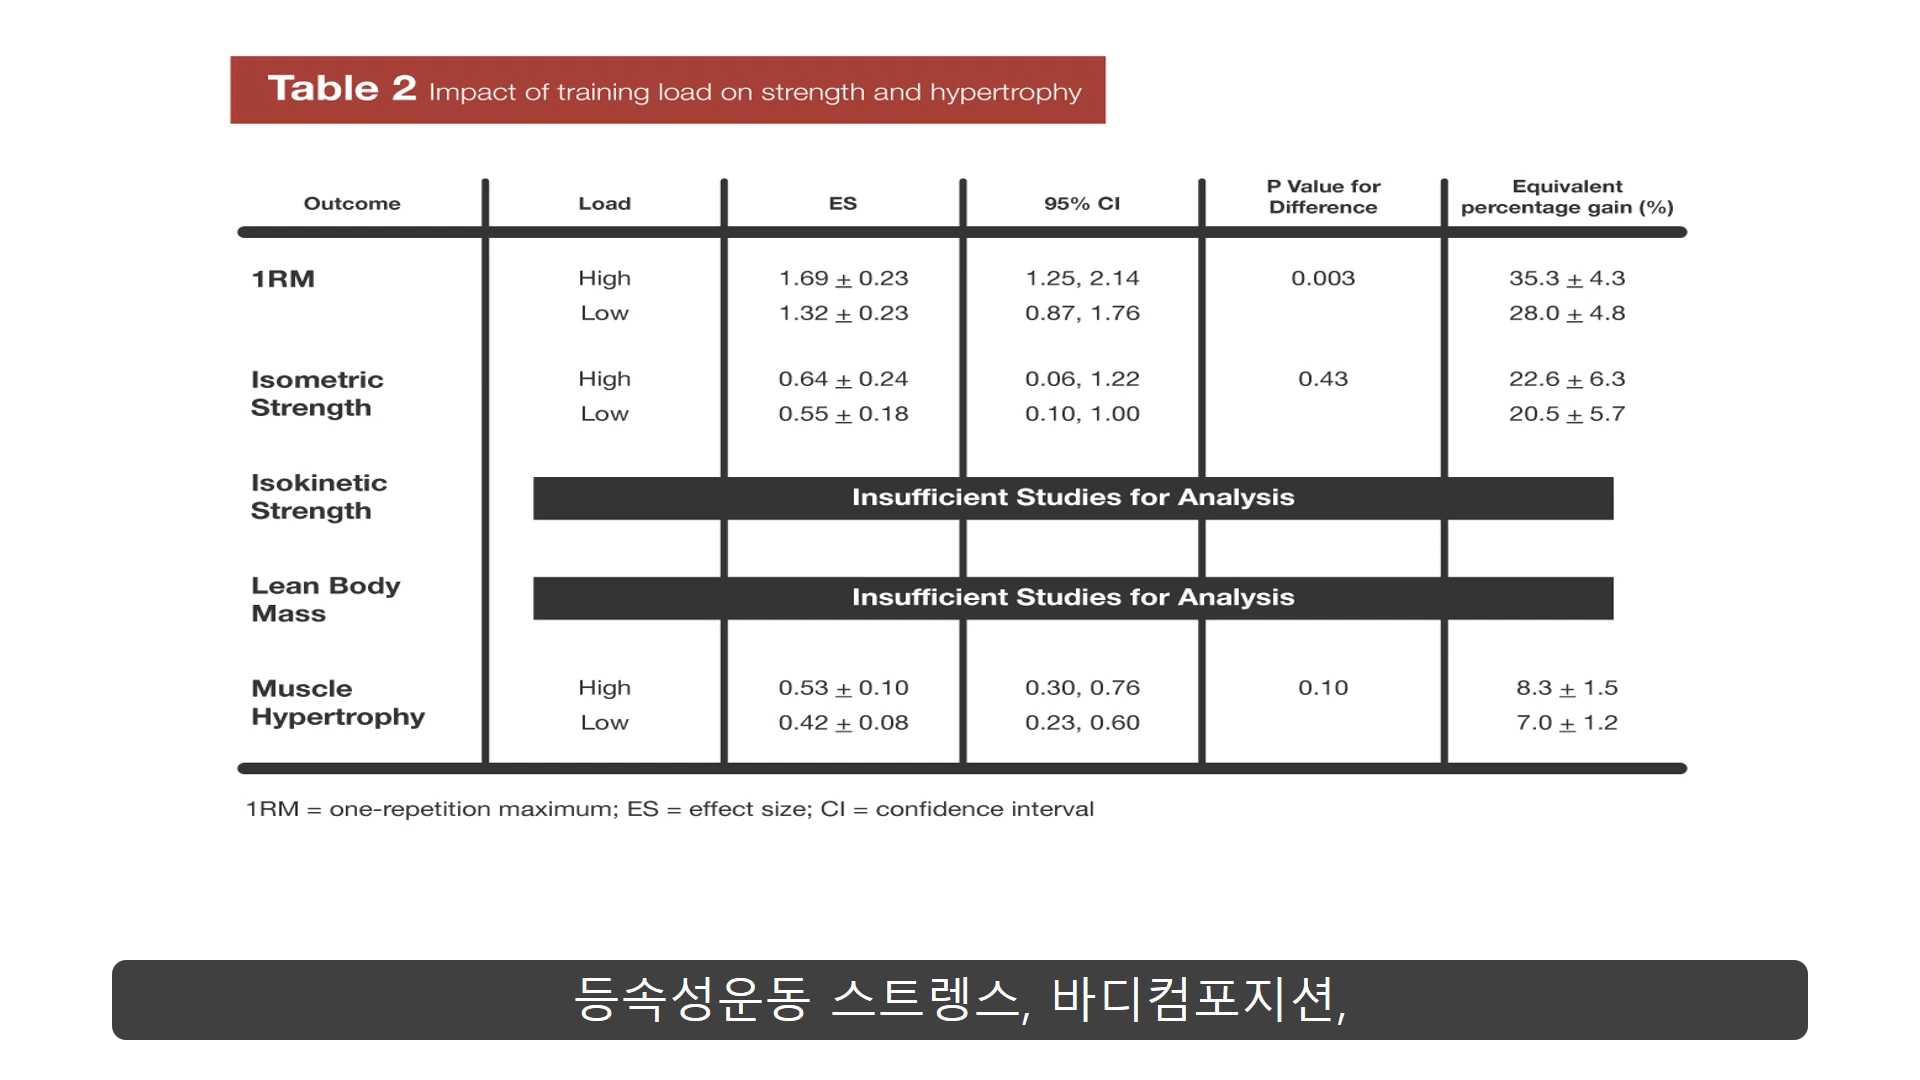 Table 2 Impact of training load on strength and hypertrophy
Outcome Load ES 95% CI P Value for Difference Equivalent percentage gain (%)
1RM High 1.69 ± 0.23 1.25, 2.14 0.003 35.3 ± 4.3
Low 1.32 ± 0.23 0.87, 1.76 28.0 ± 4.8
Isometric Strength High 0.64 ± 0.24 0.06, 1.22 0.43 22.6 ± 6.3
Low 0.55 ± 0.18 0.10, 1.00 20.5 ± 5.7
Isokinetic Strength Insufficient Studies for Analysis
Lean Body Mass Insufficient Studies for Analysis
Muscle Hypertrophy High 0.53 ± 0.10 0.30, 0.76 0.10 8.3 ± 1.5
Low 0.42 ± 0.08 0.23, 0.60 7.0 ± 1.2
1RM = one-repetition maximum; ES = effect size; CI = confidence interval
등속성운동 스트렝스, 바디컴포지션,